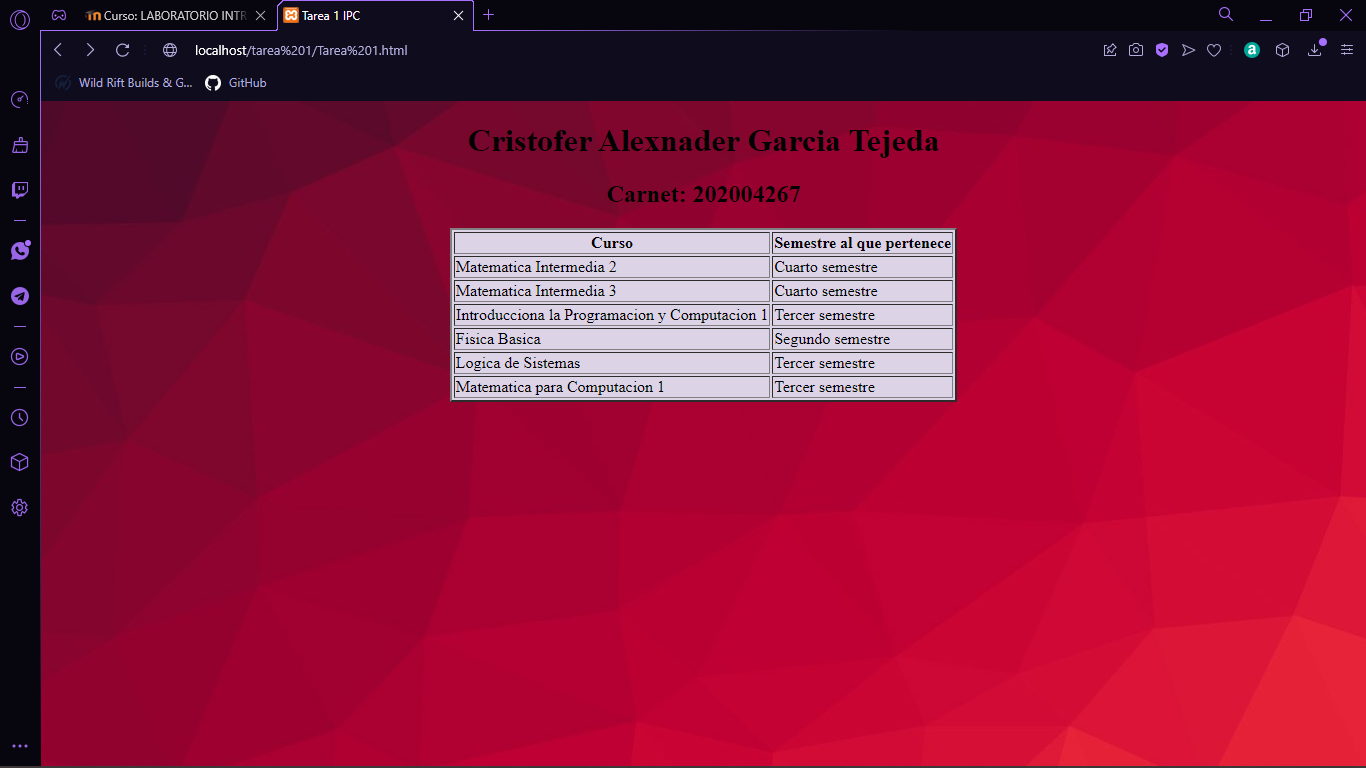 Curso: LABORATORIO INTR
Tarea 1 IPC
localhost/tarea%201/Tarea%201.html
Wild Rift Builds & G...
GitHub
Cristofer Alexnader Garcia Tejeda
Carnet: 202004267
Curso Semestre al que pertenece
Matematica Intermedia 2 Cuarto semestre
Matematica Intermedia 3 Cuarto semestre
Introducciona la Programacion y Computacion 1 Tercer semestre
Fisica Basica Segundo semestre
Logica de Sistemas Tercer semestre
Matematica para Computacion 1 Tercer semestre